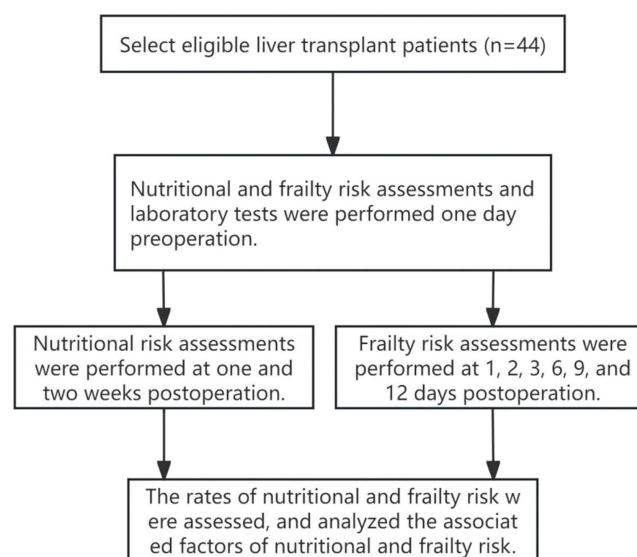 Select eligible liver transplant patients (n=44)
Nutritional and frailty risk assessments and
laboratory tests were performed one day
preoperation.
Nutritional risk assessments
were performed at one and
two weeks postoperation.
Frailty risk assessments were
performed at 1, 2, 3, 6, 9, and
12 days postoperation.
The rates of nutritional and frailty risk w
ere assessed, and analyzed the associat
ed factors of nutritional and frailty risk.